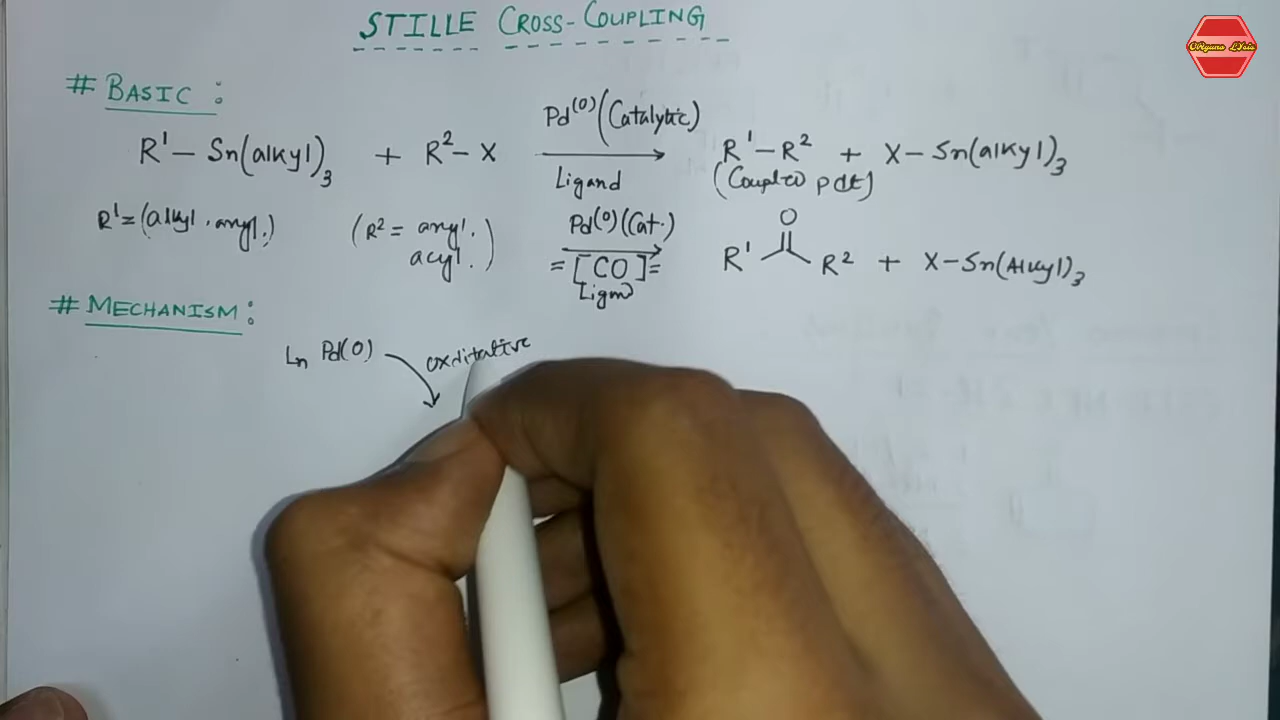 STILLE CROSS-COUPLING
# BASIC :
R¹ – Sn(alkyl)₃ + R² – X Pd⁽⁰⁾(Catalytic) Ligand R¹–R² + X – Sn(alkyl)₃
(Coupled pdt)
R¹ = (alkyl, aryl.) (R² = aryl. acyl.) Pd⁽⁰⁾(Cat.) = [CO] = R¹ O R² + X – Sn(Alkyl)₃
# MECHANISM :
Ln Pd(0)